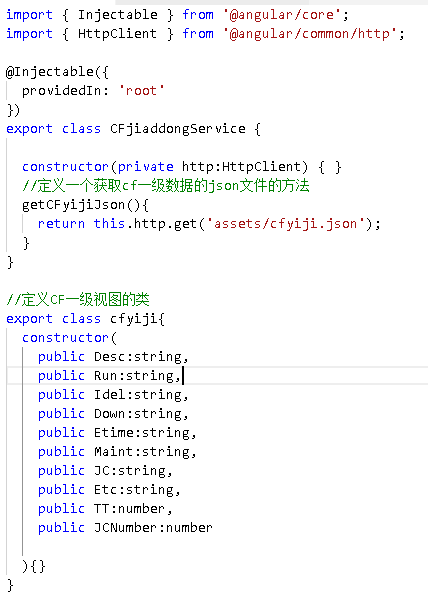 import { Injectable } from '@angular/core';
import { HttpClient } from '@angular/common/http';
@Injectable({
providedIn: 'root'
})
export class CFjiaddongService {
constructor(private http:HttpClient) { }
//定义一个获取cf一级数据的json文件的方法
getCFyijiJson(){
return this.http.get('assets/cfyiji.json');
}
}
//定义CF一级视图的类
export class cfyiji{
constructor(
public Desc:string,
public Run:string,
public Idel:string,
public Down:string,
public Etime:string,
public Maint:string,
public JC:string,
public Etc:string,
public TT:number,
public JCNumber:number
){}
}